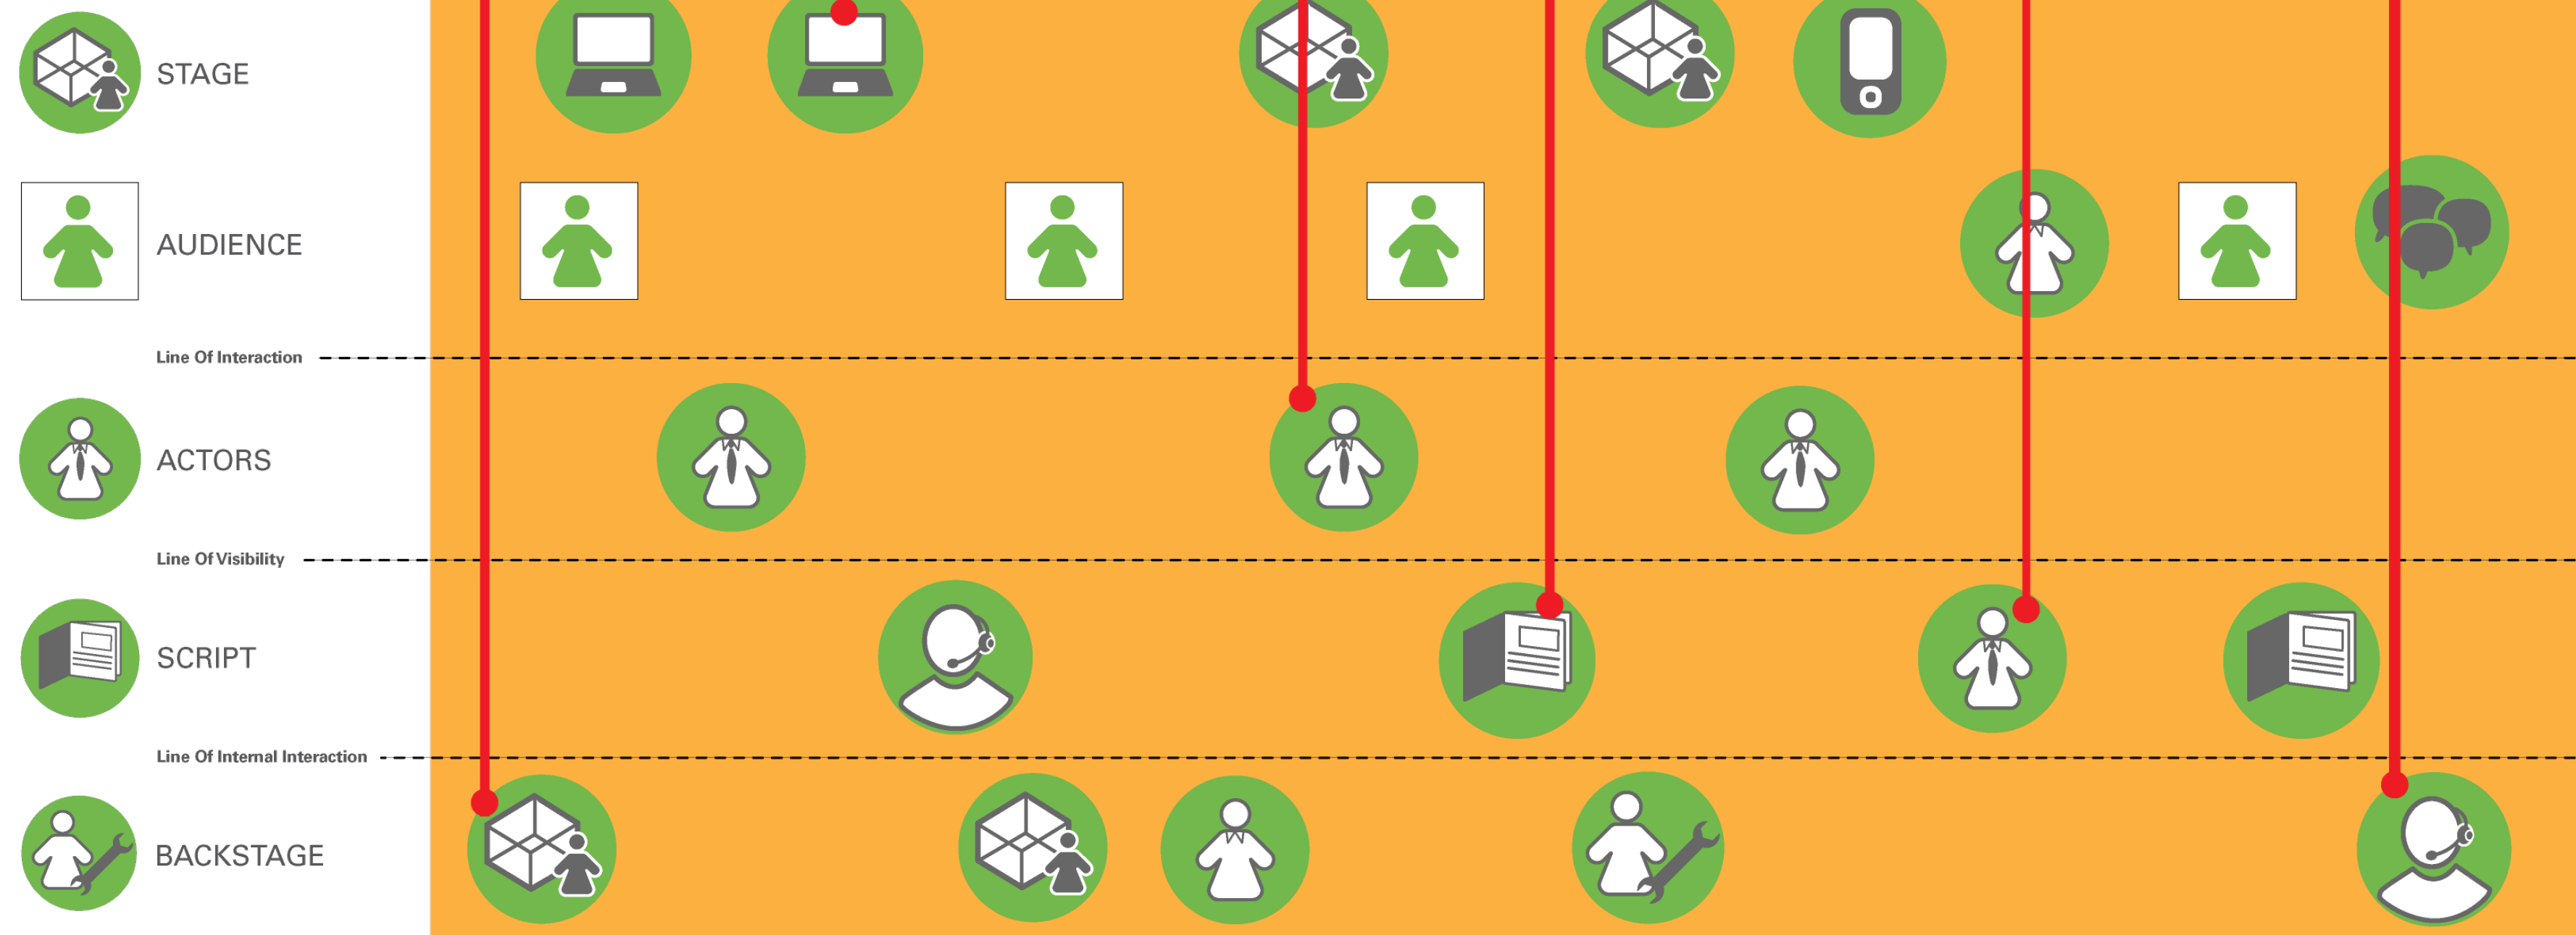 STAGE
AUDIENCE
Line Of Interaction
ACTORS
Line Of Visibility
SCRIPT
Line Of Internal Interaction
BACKSTAGE